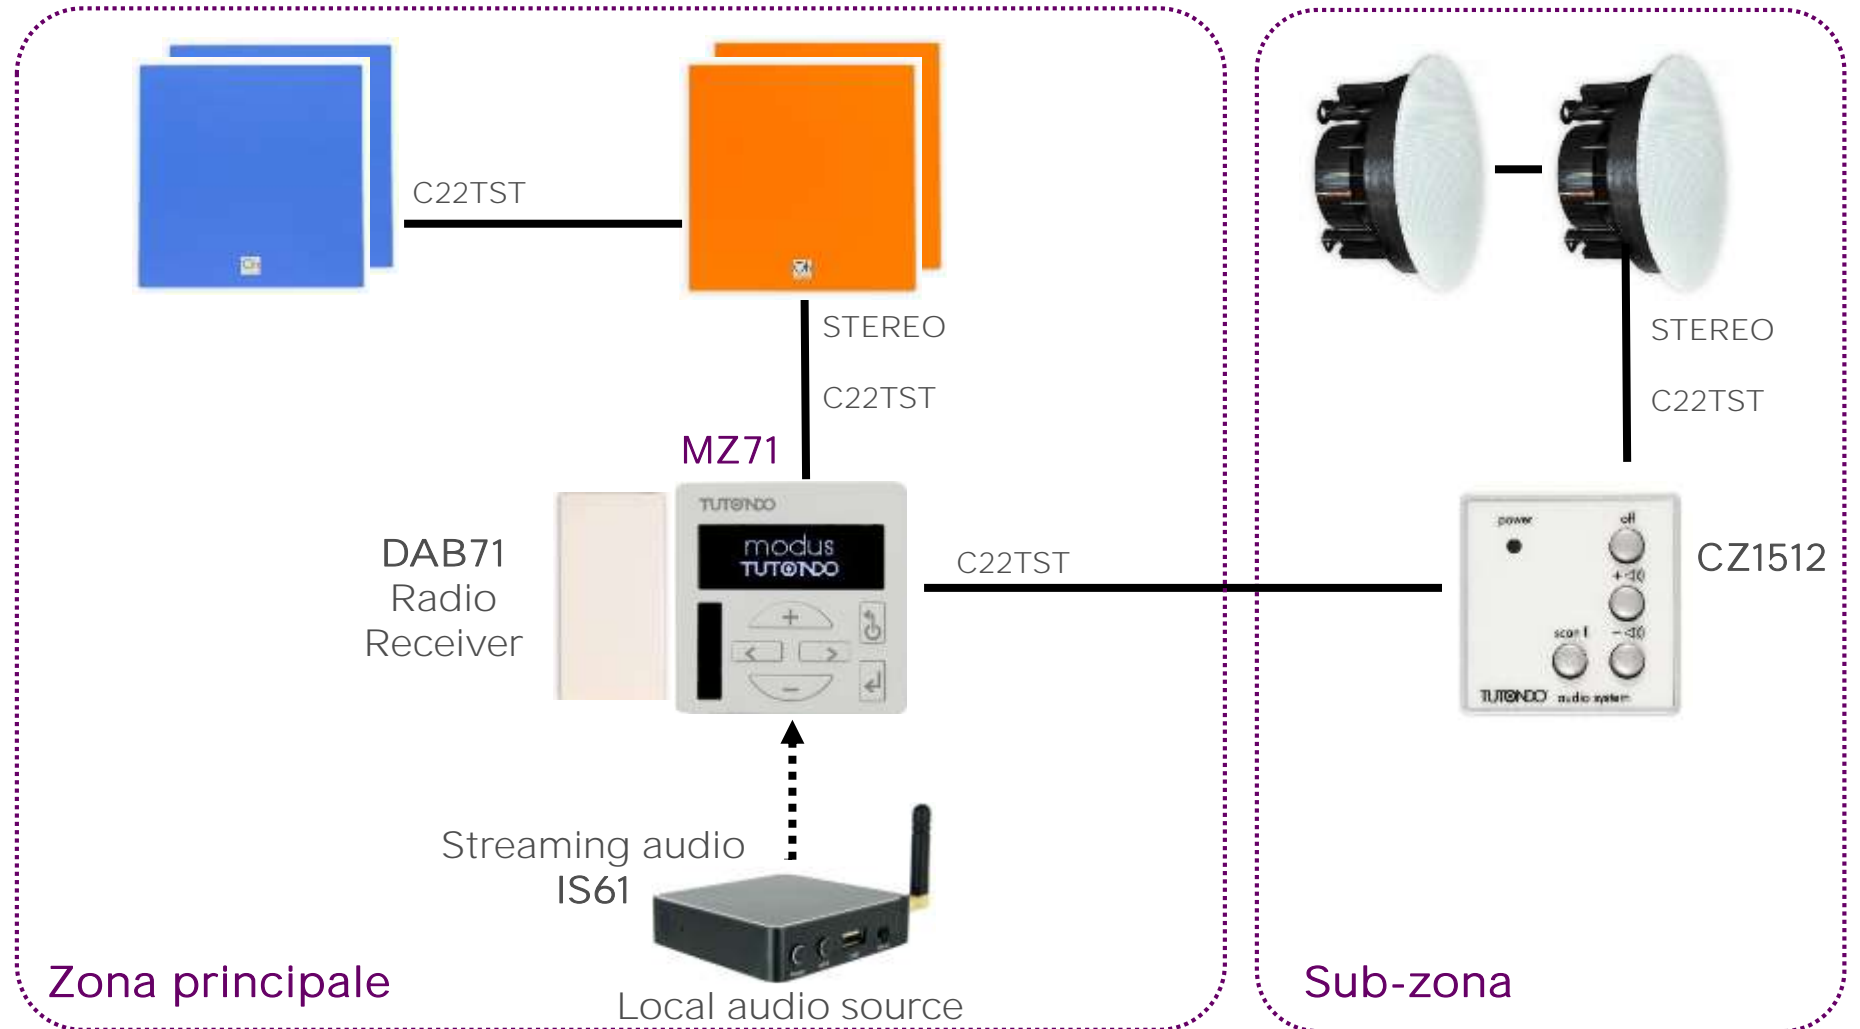 C22TST
STEREO
C22TST
MZ71
TUTONDO
modus
TUTONDO
DAB71
Radio
Receiver
C22TST
Streaming audio
IS61
Local audio source
Zona principale
STEREO
C22TST
power
off
scan
CZ1512
TUTONDO audio system
Sub-zona